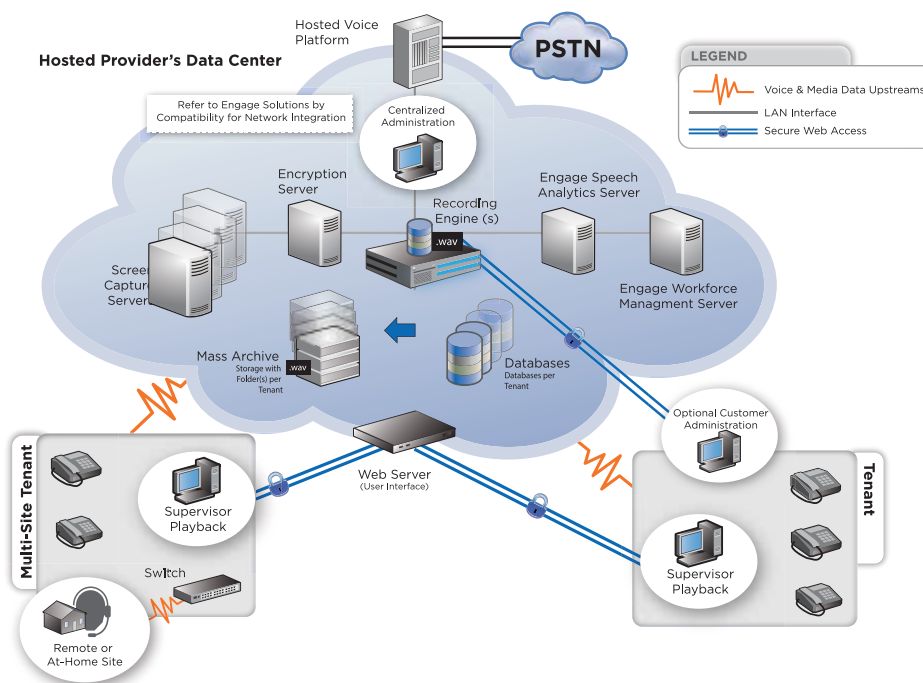 Hosted Voice
Platform
PSTN
Hosted Provider's Data Center
LEGEND
Voice & Media Data Upstreams
LAN Interface
Secure Web Access
Refer to Engage Solutions by
Compatibility for Network Integration
Centralized
Administration
Encryption
Server
Recording
Engine (s)
.wav
Engage Speech
Analytics Server
Screen
Capture
Servers
Engage Workforce
Managment Server
Mass Archive
Storage with
Folder(s) per
Tenant
.wav
Databases
Databases per
Tenant
Optional Customer
Administration
Multi-Site Tenant
Supervisor
Playback
Web Server
(User Interface)
Tenant
Supervisor
Playback
Switch
Remote or
At-Home Site